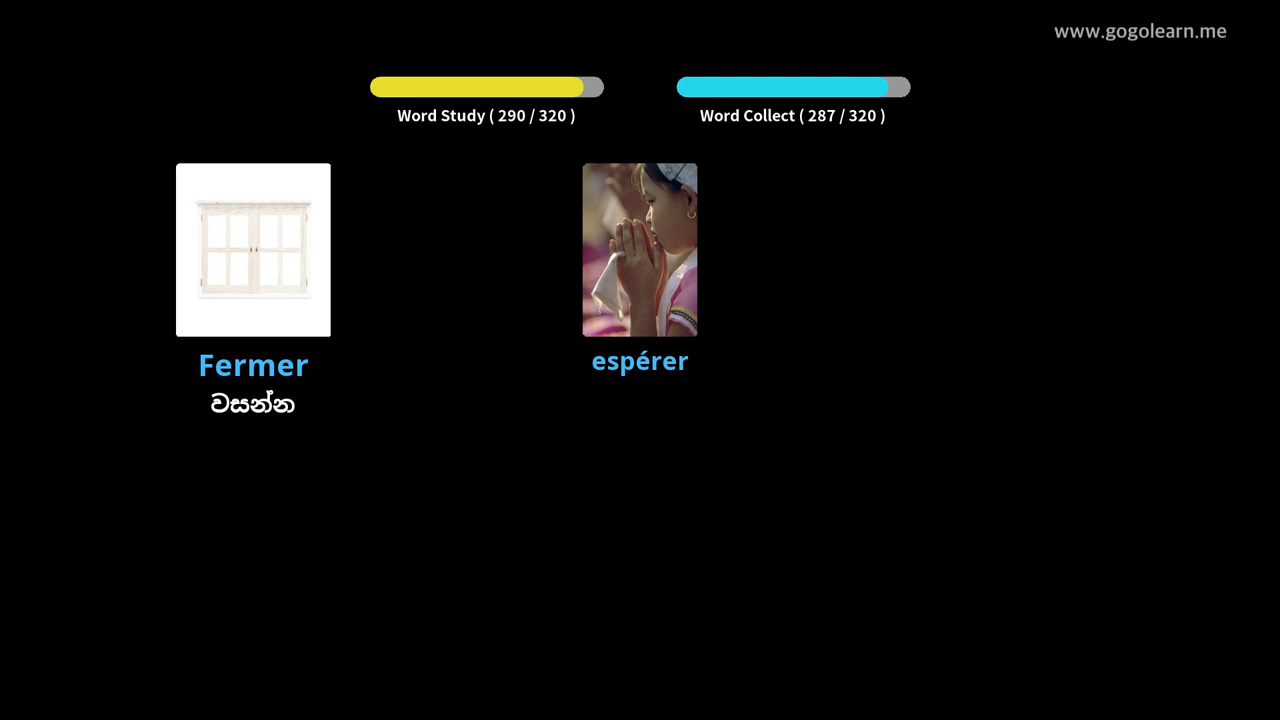 www.gogolearn.me
Word Study ( 290 / 320 )
Word Collect ( 287 / 320 )
Fermer
වසන්න
espérer